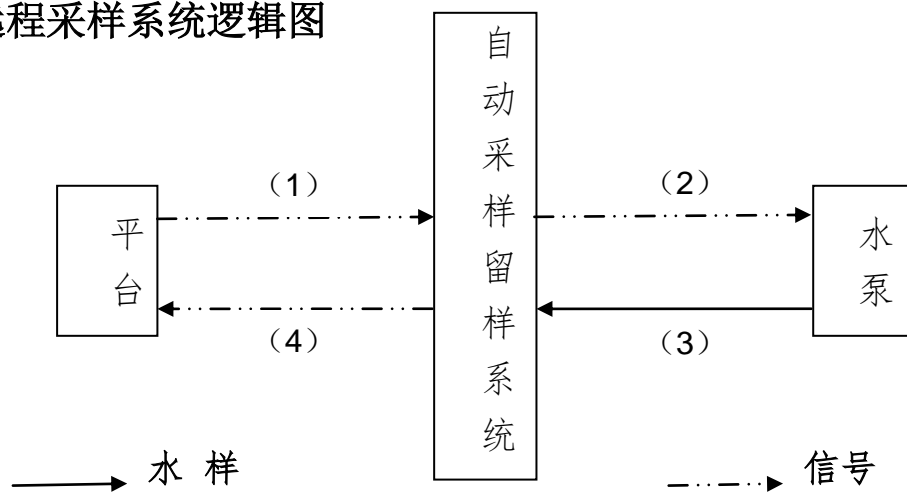 程采样系统逻辑图
自动采样留样系统
(1)
(2)
平台
水泵
(4)
(3)
水 样
信号